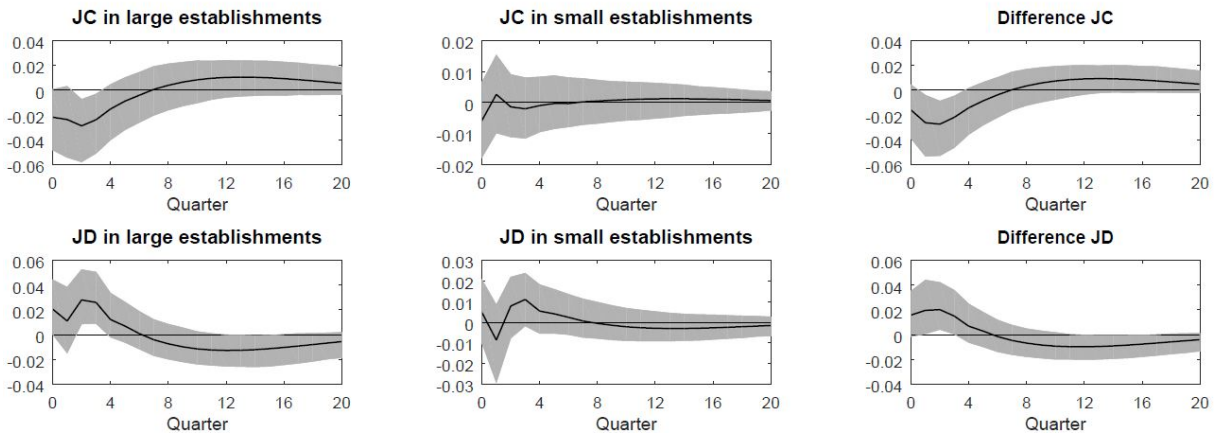 JC in large establishments
0.04
0.02
0
-0.02
-0.04
-0.06
0 4 8 12 16 20
Quarter
JC in small establishments
0.02
0.01
0
-0.01
-0.02
0 4 8 12 16 20
Quarter
Difference JC
0.04
0.02
0
-0.02
-0.04
-0.06
0 4 8 12 16 20
Quarter
JD in large establishments
0.06
0.04
0.02
0
-0.02
-0.04
0 4 8 12 16 20
Quarter
JD in small establishments
0.03
0.02
0.01
0
-0.01
-0.02
-0.03
0 4 8 12 16 20
Quarter
Difference JD
0.06
0.04
0.02
0
-0.02
-0.04
0 4 8 12 16 20
Quarter